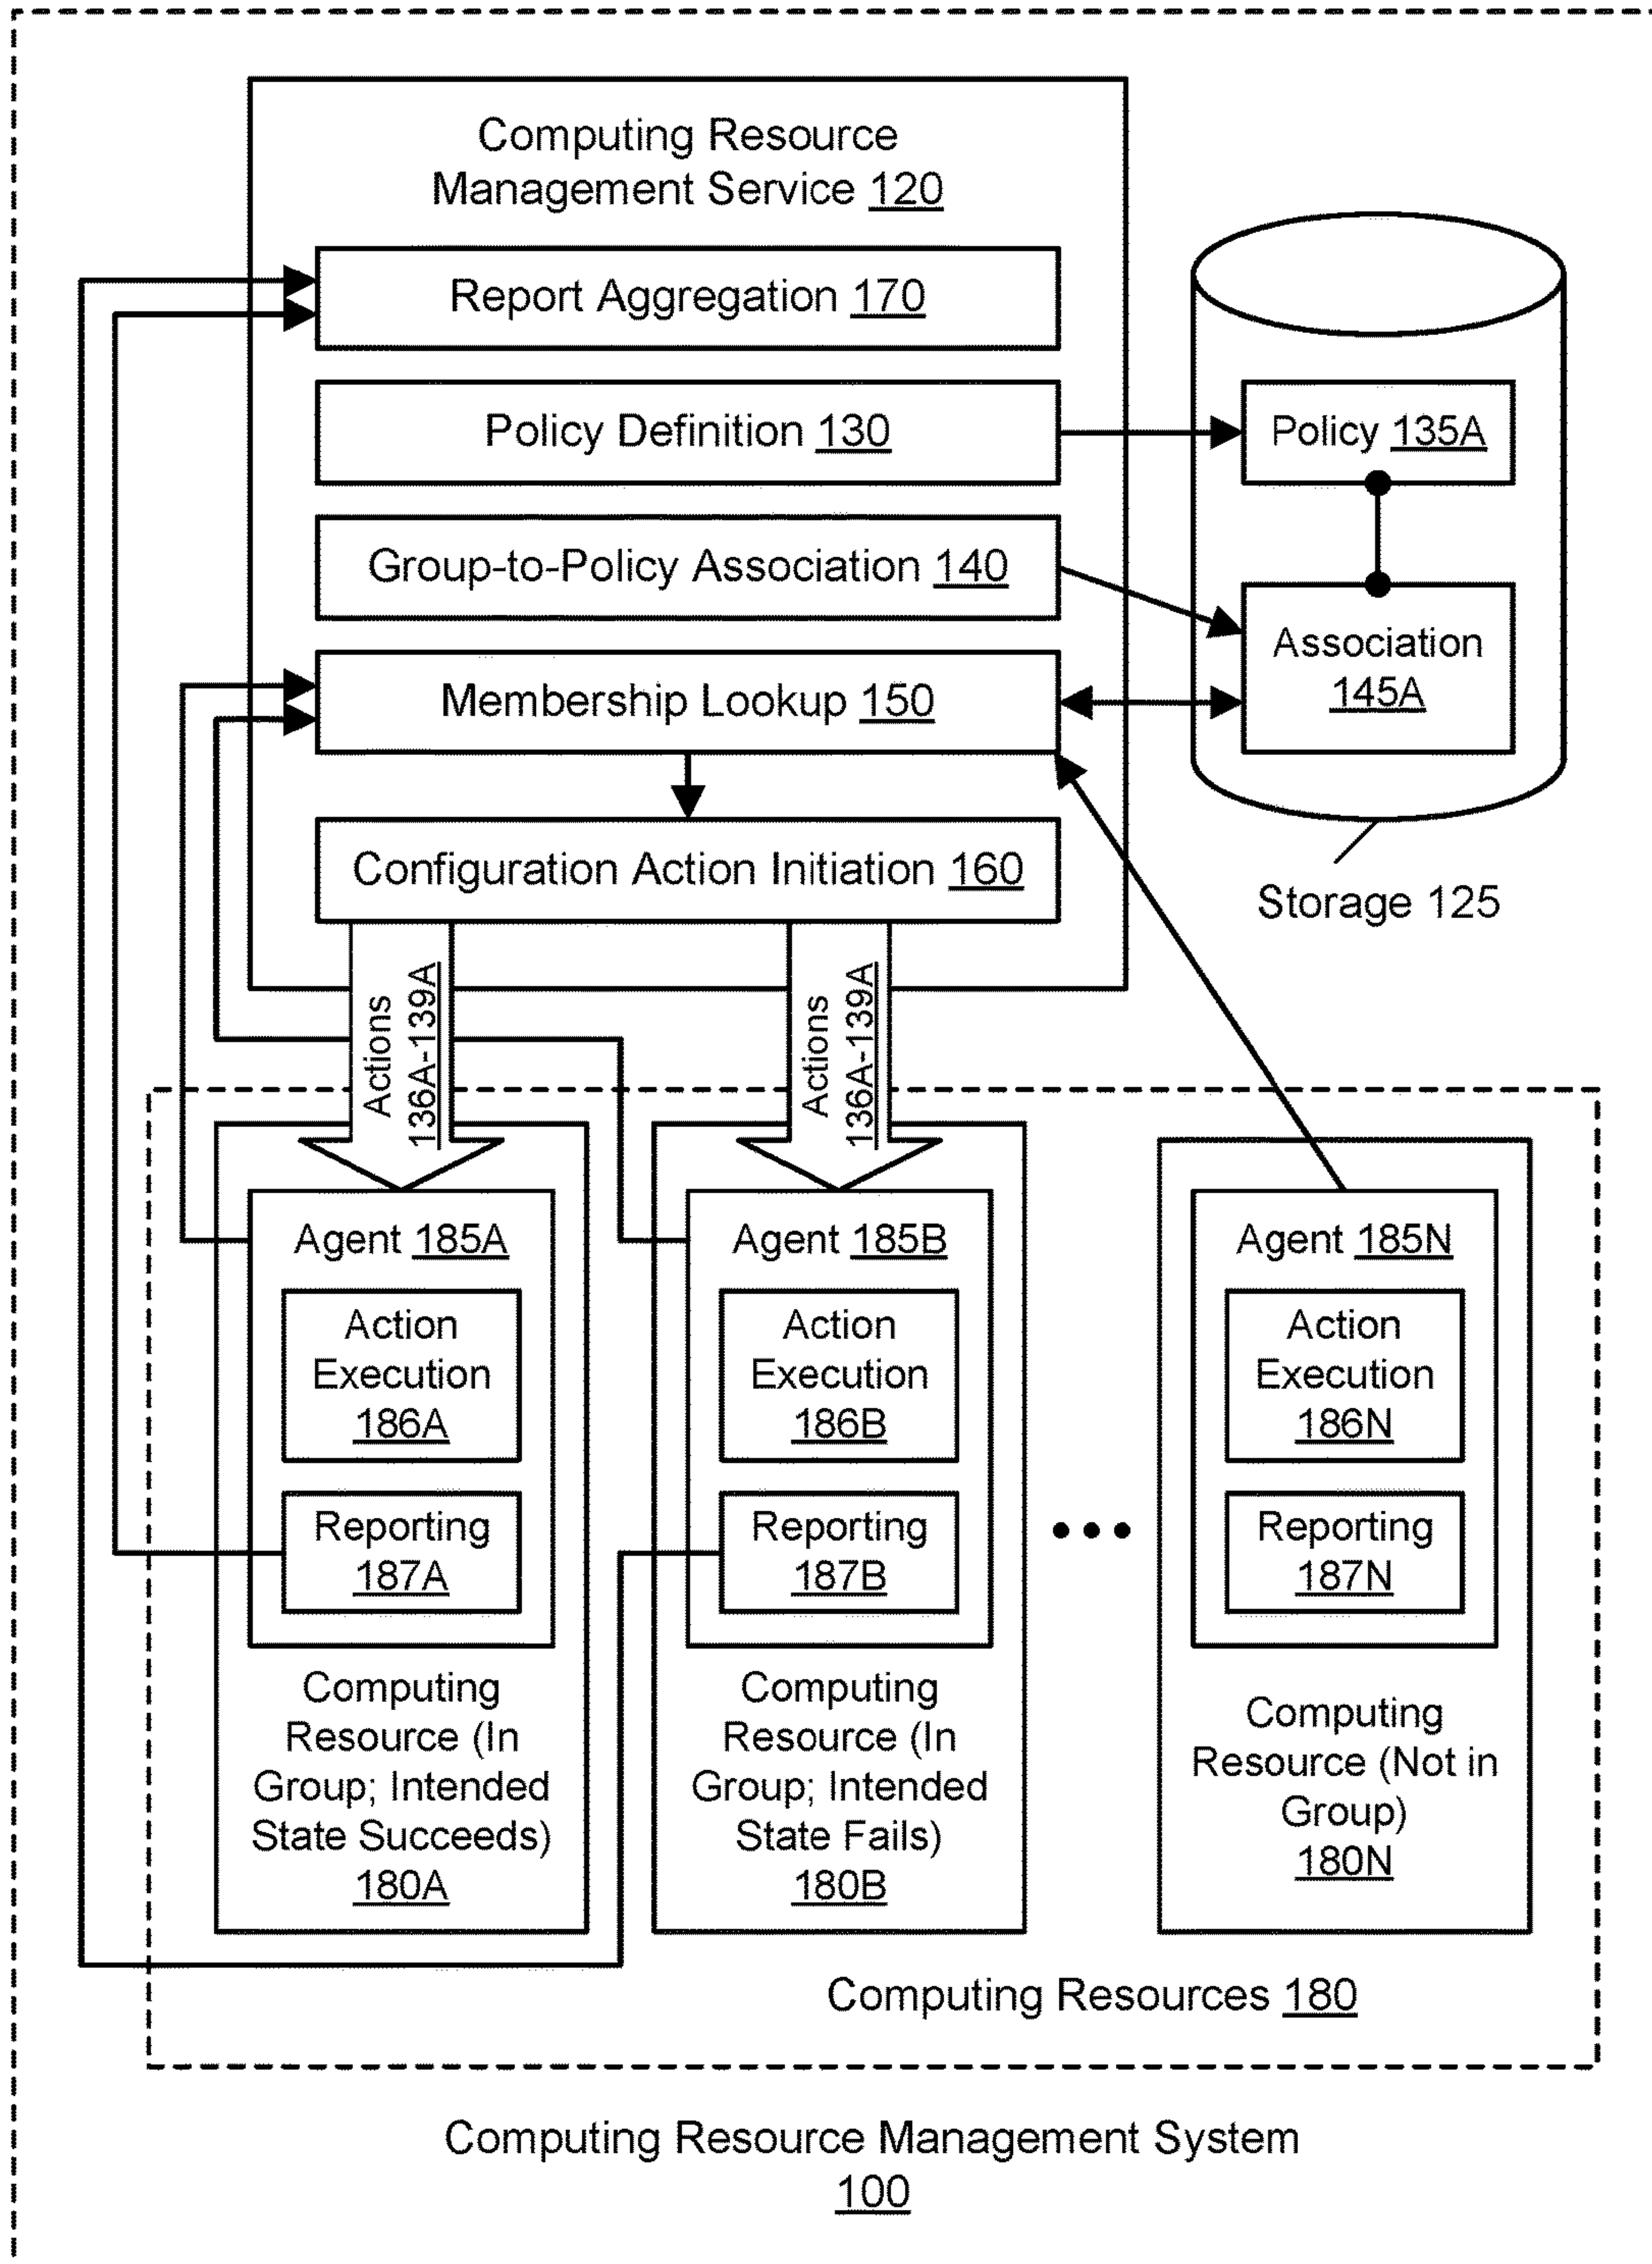 Computing Resource
Management Service 120
Report Aggregation 170
Policy Definition 130
Group-to-Policy Association 140
Membership Lookup 150
Configuration Action Initiation 160
Policy 135A
Association
145A
Storage 125
Actions
136A-139A
Actions
136A-139A
Agent 185A
Action
Execution
186A
Reporting
187A
Computing
Resource (In
Group; Intended
State Succeeds)
180A
Agent 185B
Action
Execution
186B
Reporting
187B
Computing
Resource (In
Group; Intended
State Fails)
180B
Agent 185N
Action
Execution
186N
Reporting
187N
Computing
Resource (Not in
Group)
180N
Computing Resources 180
Computing Resource Management System
100